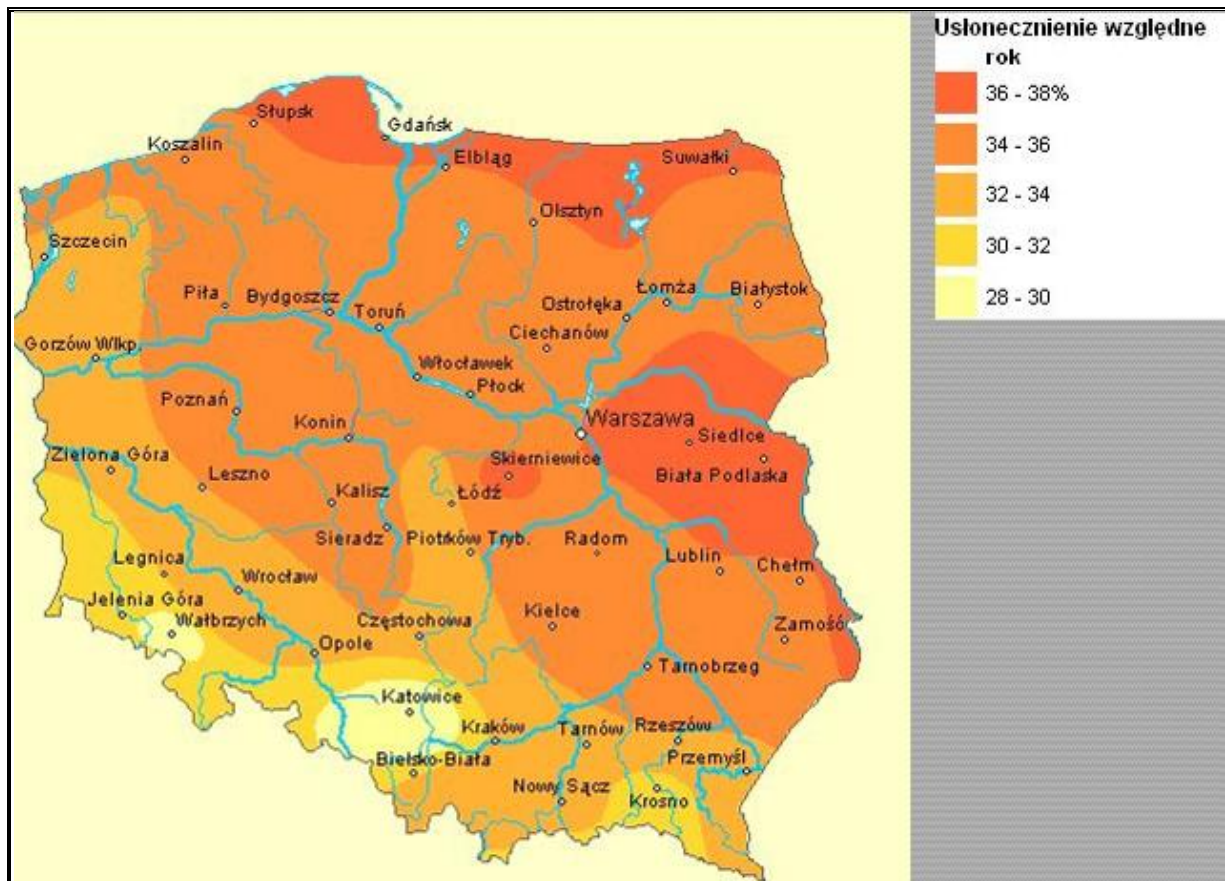 Usłonecznienie względne
rok
36 - 38%
34 - 36
32 - 34
30 - 32
28 - 30
Słupsk
Gdańsk
Koszalin
Elbląg
Suwałki
Olsztyn
Szczecin
Piła
Bydgoszcz
Toruń
Ostrołęka
Łomża
Białystok
Ciechanów
Gorzów Wlkp.
Włocławek
Płock
Poznań
Konin
Warszawa
Siedlce
Zielona Góra
Leszno
Skierniewice
Biała Podlaska
Kalisz
Łódź
Sieradz
Piotrków Tryb.
Radom
Lublin
Chełm
Legnica
Wrocław
Jelenia Góra
Wałbrzych
Częstochowa
Kielce
Zamość
Opole
Tarnobrzeg
Katowice
Kraków
Tarnów
Rzeszów
Bielsko-Biała
Przemyśl
Nowy Sącz
Krosno